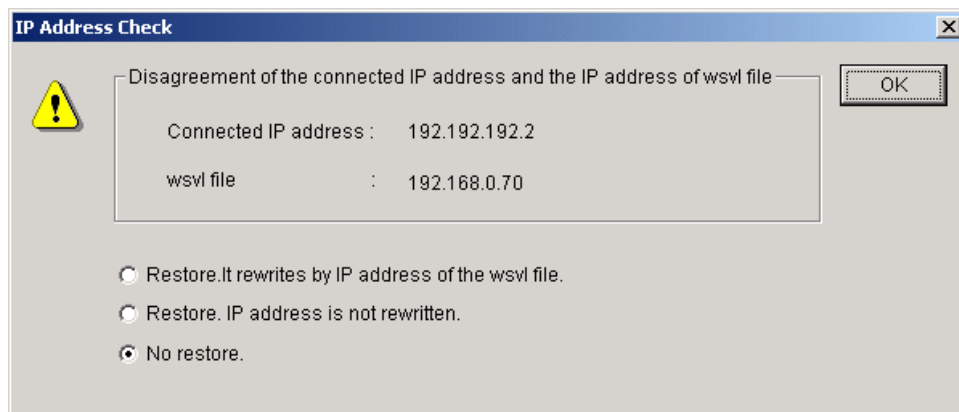 IP Address Check
Disagreement of the connected IP address and the IP address of wsvl file
OK
Connected IP address : 192.192.192.2
wsvl file : 192.168.0.70
Restore.It rewrites by IP address of the wsvl file.
Restore. IP address is not rewritten.
No restore.